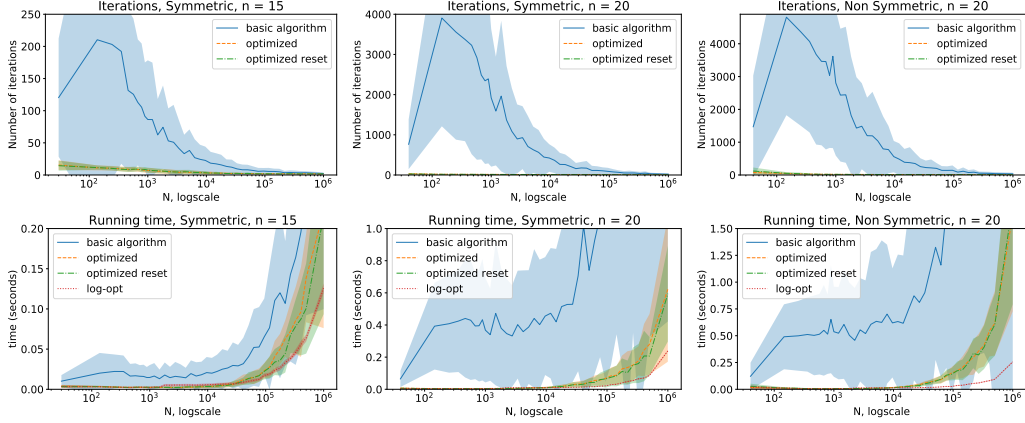 Iterations, Symmetric, n = 15
Number of iterations
250
200
150
100
50
0
basic algorithm
optimized
optimized reset
10^2
10^3
10^4
10^5
10^6
N, logscale
Iterations, Symmetric, n = 20
Number of iterations
4000
3000
2000
1000
0
basic algorithm
optimized
optimized reset
10^2
10^3
10^4
10^5
10^6
N, logscale
Iterations, Non Symmetric, n = 20
Number of iterations
4000
3000
2000
1000
0
basic algorithm
optimized
optimized reset
10^2
10^3
10^4
10^5
10^6
N, logscale
Running time, Symmetric, n = 15
time (seconds)
0.20
0.15
0.10
0.05
0.00
basic algorithm
optimized
optimized reset
log-opt
10^2
10^3
10^4
10^5
10^6
N, logscale
Running time, Symmetric, n = 20
time (seconds)
1.0
0.8
0.6
0.4
0.2
0.0
basic algorithm
optimized
optimized reset
log-opt
10^2
10^3
10^4
10^5
10^6
N, logscale
Running time, Non Symmetric, n = 20
time (seconds)
1.50
1.25
1.00
0.75
0.50
0.25
0.00
basic algorithm
optimized
optimized reset
log-opt
10^2
10^3
10^4
10^5
10^6
N, logscale